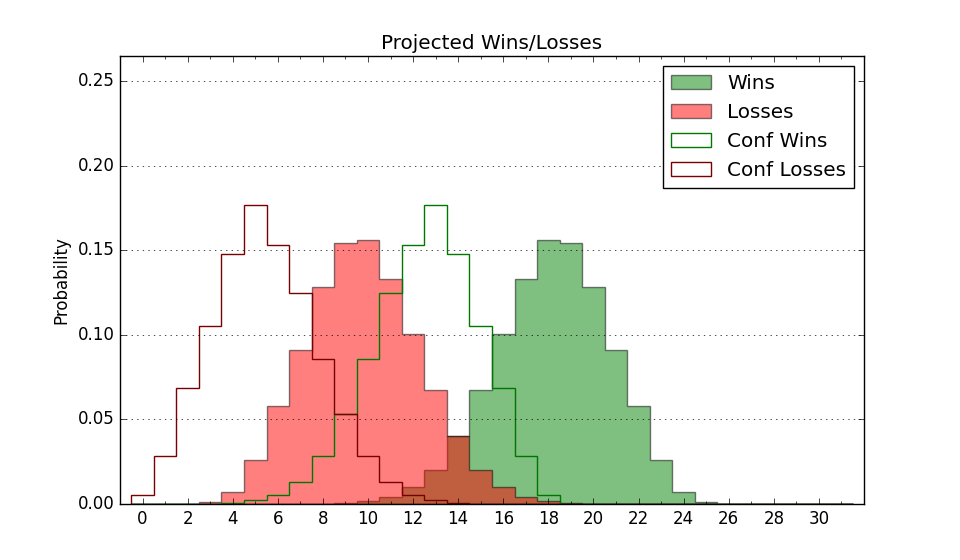 Projected Wins/Losses
Wins
Losses
Conf Wins
Conf Losses
Probability
0.25
0.20
0.15
0.10
0.05
0.00
0 2 4 6 8 10 12 14 16 18 20 22 24 26 28 30